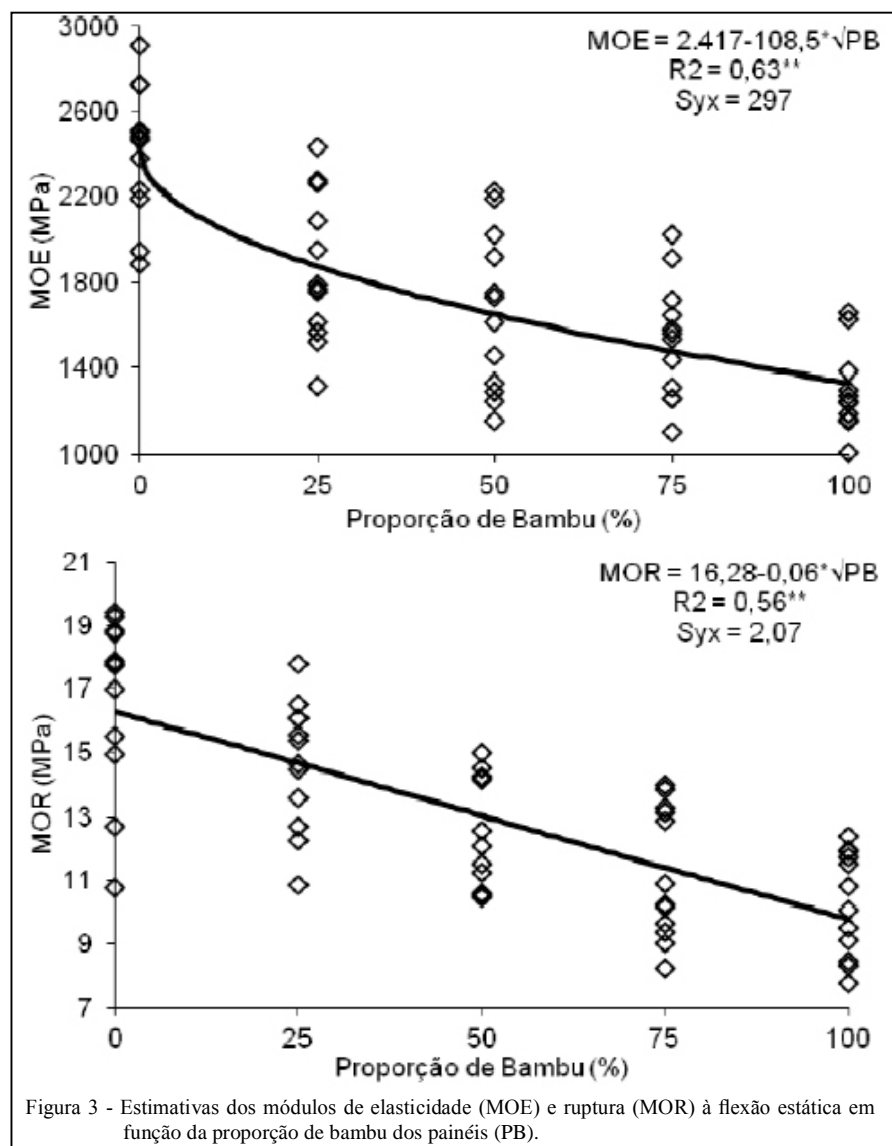 3000
2600
2200
1800
1400
1000
MOE (MPa)
MOE = 2.417-108,5*√PB
R2 = 0,63**
Syx = 297
0 25 50 75 100
Proporção de Bambu (%)
21
19
17
15
13
11
9
7
MOR (MPa)
MOR = 16,28-0,06*√PB
R2 = 0,56**
Syx = 2,07
0 25 50 75 100
Proporção de Bambu (%)
Figura 3 - Estimativas dos módulos de elasticidade (MOE) e ruptura (MOR) à flexão estática em
função da proporção de bambu dos painéis (PB).